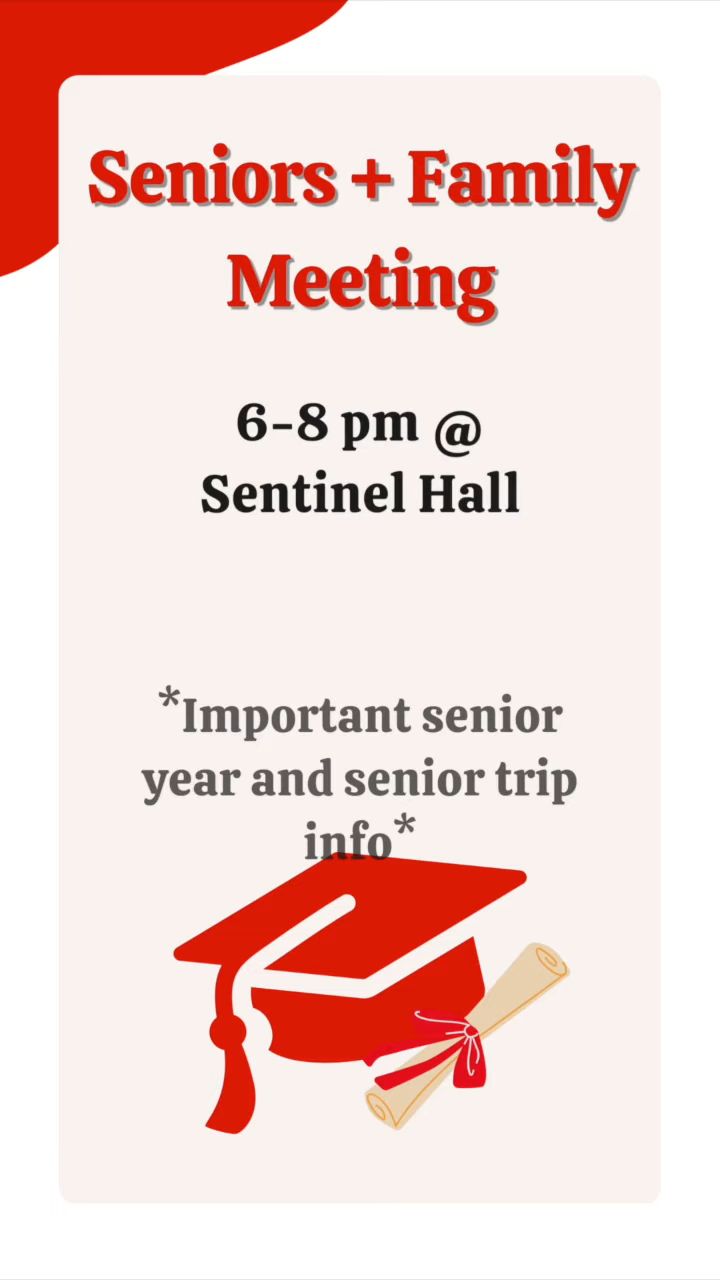 Seniors + Family
Meeting
6-8 pm @
Sentinel Hall
*Important senior
year and senior trip
info*